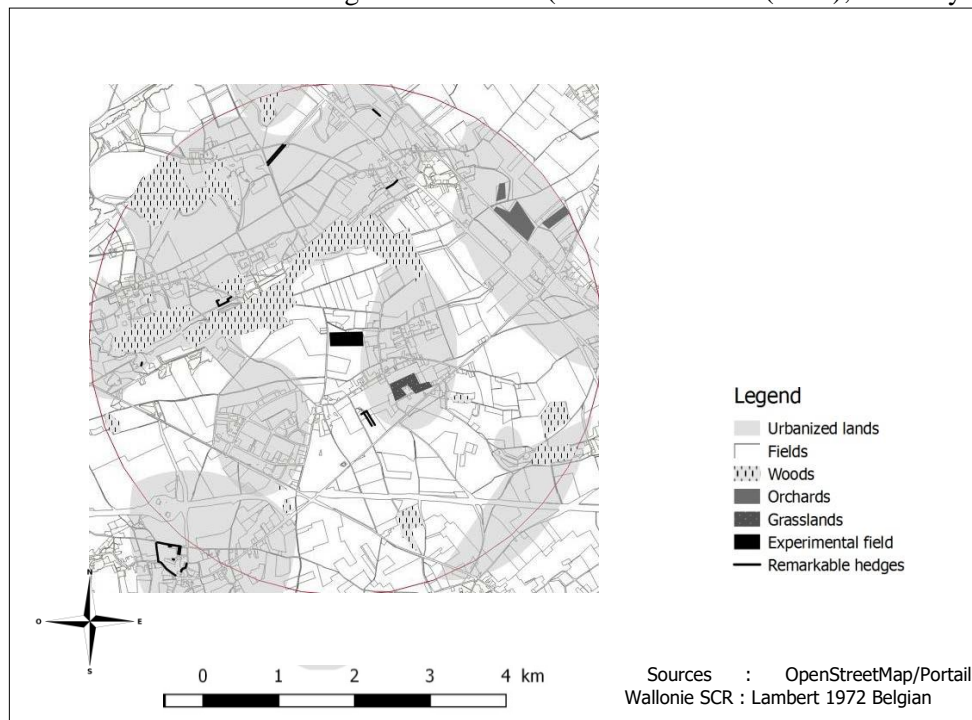 Legend
Urbanized lands
Fields
Woods
Orchards
Grasslands
Experimental field
Remarkable hedges
N
O E
S
0 1 2 3 4 km
Sources : OpenStreetMap/Portail
Wallonie SCR : Lambert 1972 Belgian